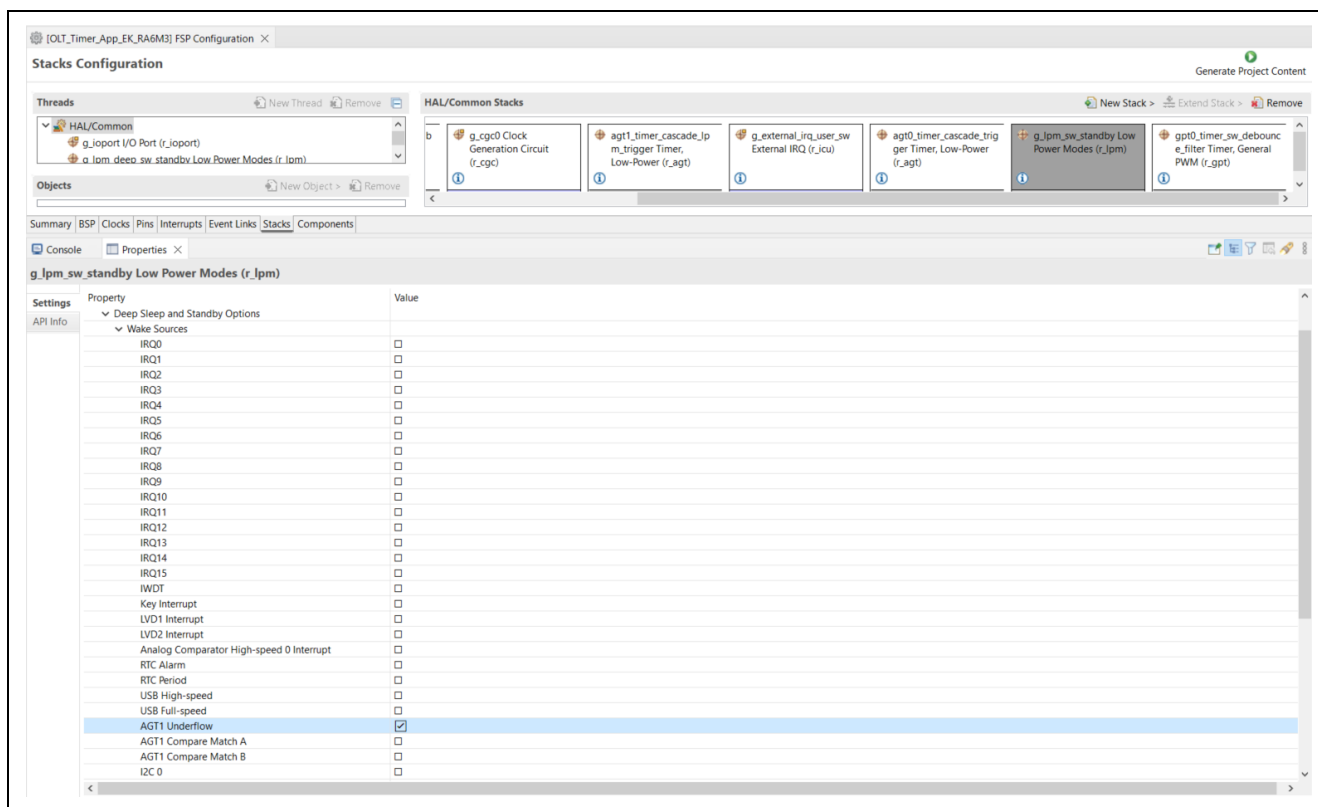 [OLT_Timer_App_EK_RA6M3] FSP Configuration
Stacks Configuration
Generate Project Content
Threads
New Thread
Remove
HAL/Common Stacks
New Stack >
Extend Stack >
Remove
HAL/Common
g_ioport I/O Port (r_ioport)
g_lpm_deep_sw_standby Low Power Modes (r_lpm)
Objects
New Object >
Remove
b
g_cgc0 Clock
Generation Circuit
(r_cgc)
agt1_timer_cascade_lp
m_trigger Timer,
Low-Power (r_agt)
g_external_irq_user_sw
External IRQ (r_icu)
agt0_timer_cascade_trig
ger Timer, Low-Power
(r_agt)
g_lpm_sw_standby Low
Power Modes (r_lpm)
gpt0_timer_sw_debounc
e_filter Timer, General
PWM (r_gpt)
Summary BSP Clocks Pins Interrupts Event Links Stacks Components
Console Properties
g_lpm_sw_standby Low Power Modes (r_lpm)
Settings
API Info
Property Value
Deep Sleep and Standby Options
Wake Sources
IRQ0
IRQ1
IRQ2
IRQ3
IRQ4
IRQ5
IRQ6
IRQ7
IRQ8
IRQ9
IRQ10
IRQ11
IRQ12
IRQ13
IRQ14
IRQ15
IWDT
Key Interrupt
LVD1 Interrupt
LVD2 Interrupt
Analog Comparator High-speed 0 Interrupt
RTC Alarm
RTC Period
USB High-speed
USB Full-speed
AGT1 Underflow
AGT1 Compare Match A
AGT1 Compare Match B
I2C 0